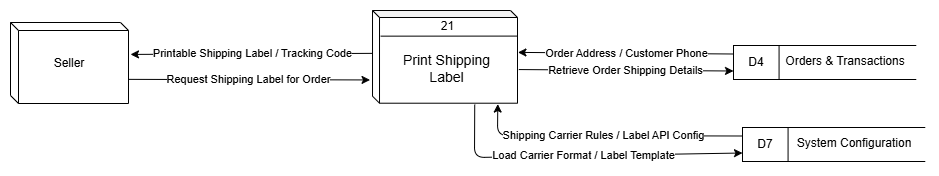 21
Seller
Printable Shipping Label / Tracking Code
Request Shipping Label for Order
Print Shipping
Label
Order Address / Customer Phone
Retrieve Order Shipping Details
D4
Orders & Transactions
Shipping Carrier Rules / Label API Config
Load Carrier Format / Label Template
D7
System Configuration